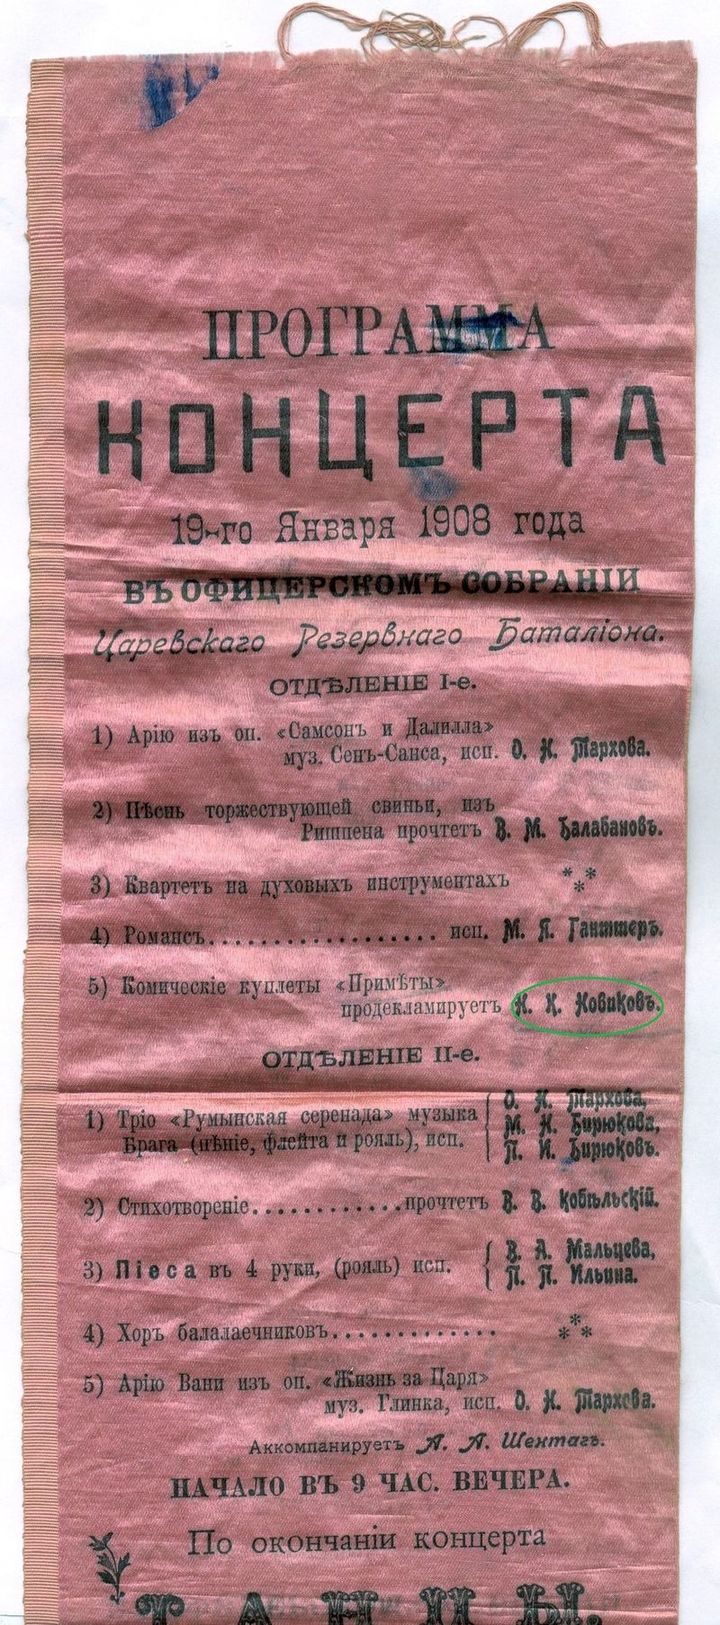 ПРОГРАММА
КОНЦЕРТА
19-го Января 1908 года
ВЪ ОФИЦЕРСКОМЪ СОБРАНІИ
Царевскаго Резервнаго Баталіона.
ОТДѢЛЕНІЕ I-е.
1) Арію изъ оп. «Самсонъ и Далилла»
муз. Сенъ-Санса, исп. О. Н. Тархова.
2) Пѣснь торжествующей свиньи, изъ
Ришпена прочтетъ В. М. Балабановъ.
3) Квартетъ на духовыхъ инструментахъ ***
4) Романсъ.................. исп. М. Я. Гантшеръ.
5) Комическіе куплеты «Примѣты»
продекламируетъ Н. Н. Новиковъ.
ОТДѢЛЕНІЕ II-е.
1) Тріо «Румынская серенада» музыка
Брага (пѣніе, флейта и рояль), исп.
О. Н. Тархова,
М. Н. Бирюкова,
П. И. Бирюковъ.
2) Стихотвореніе............прочтетъ В. В. Кобѣльскій.
3) Піеса въ 4 руки, (рояль) исп.
В. А. Мальцева,
П. П. Ильина.
4) Хоръ балалаечниковъ............. ***
5) Арію Вани изъ оп. «Жизнь за Царя»
муз. Глинка, исп. О. Н. Тархова.
Аккомпанируетъ А. А. Шентагъ.
НАЧАЛО ВЪ 9 ЧАС. ВЕЧЕРА.
По окончаніи концерта
ТАНЦЫ.